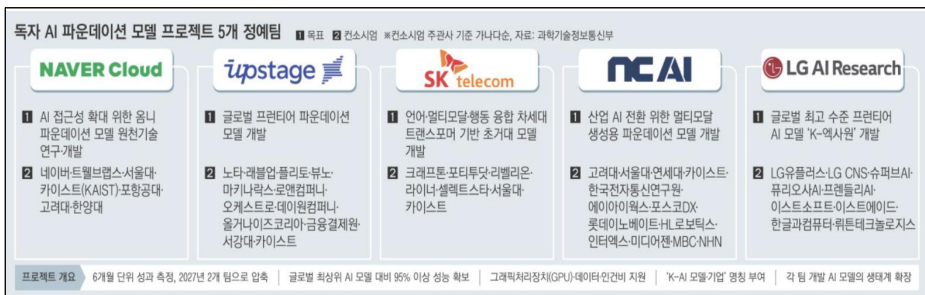 독자 AI 파운데이션 모델 프로젝트 5개 정예팀 1 목표 2 컨소시엄 ※컨소시엄 주관사 기준 가나다순, 자료: 과학기술정보통신부
NAVER Cloud
1 AI 접근성 확대 위한 옴니
파운데이션 모델 원천기술
연구·개발
2 네이버·트웰브랩스·서울대·
카이스트(KAIST)·포항공대·
고려대·한양대
upstage
1 글로벌 프런티어 파운데이션
모델 개발
2 노타·래블업·플리토·뷰노·
마키나락스·로앤컴퍼니·
오케스트로·데이원컴퍼니·
올거나이즈코리아·금융결제원·
서강대·카이스트
SK telecom
1 언어·멀티모달·행동 융합 차세대
트랜스포머 기반 초거대 모델
개발
2 크래프톤·포티투닷·리벨리온·
라이너·셀렉트스타·서울대·
카이스트
NC AI
1 산업 AI 전환 위한 멀티모달
생성용 파운데이션 모델 개발
2 고려대·서울대·연세대·카이스트·
한국전자통신연구원·
에이아이웍스·포스코DX·
롯데이노베이트·HL로보틱스·
인터엑스·미디어젠·MBC·NHN
LG AI Research
1 글로벌 최고 수준 프런티어
AI 모델 'K-엑사원' 개발
2 LG유플러스·LG CNS·슈퍼브AI·
퓨리오사AI·프렌들리AI·
이스트소프트·이스트에이드·
한글과컴퓨터·뤼튼테크놀로지스
프로젝트 개요 6개월 단위 성과 측정, 2027년 2개 팀으로 압축 글로벌 최상위 AI 모델 대비 95% 이상 성능 확보 그래픽처리장치(GPU)·데이터·인건비 지원 'K-AI 모델·기업' 명칭 부여 각 팀 개발 AI 모델의 생태계 확장